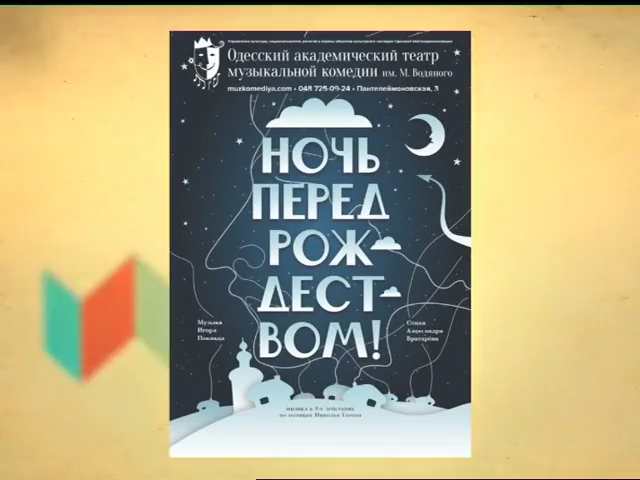 Одесский академический театр
музыкальной комедии им. М. Водяного
muzkomediya.com • 048 725-09-24 • Пантелеймоновская, 3
НОЧЬ
ПЕРЕД
РОЖ-
ДЕСТ-
ВОМ!
Музыка
Игоря
Поклада
Стихи
Александра
Вратарёва
мюзикл в 2-х действиях
по мотивам Николая Гоголя